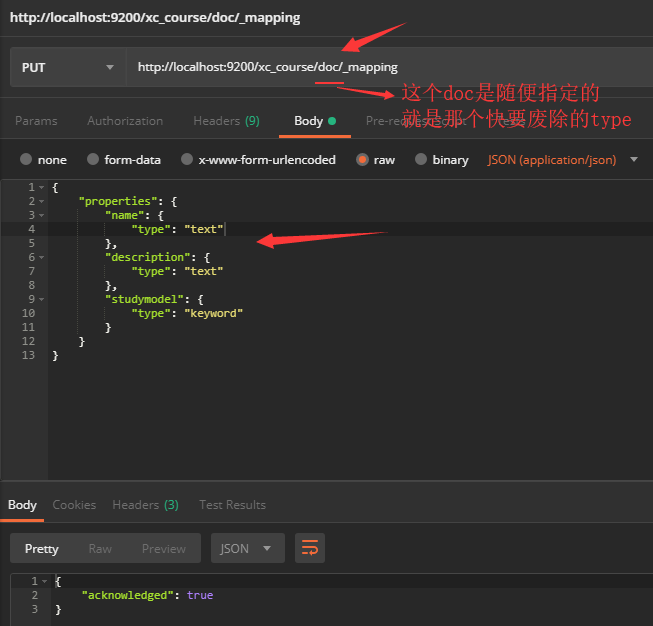 http://localhost:9200/xc_course/doc/_mapping
PUT http://localhost:9200/xc_course/doc/_mapping
这个doc是随便指定的
就是那个快要废除的type
Params Authorization Headers (9) Body Pre-request Script Tests
none form-data x-www-form-urlencoded raw binary JSON (application/json)
1 {
2 "properties": {
3 "name": {
4 "type": "text"
5 },
6 "description": {
7 "type": "text"
8 },
9 "studymodel": {
10 "type": "keyword"
11 }
12 }
13 }
Body Cookies Headers (3) Test Results
Pretty Raw Preview JSON
1 {
2 "acknowledged": true
3 }